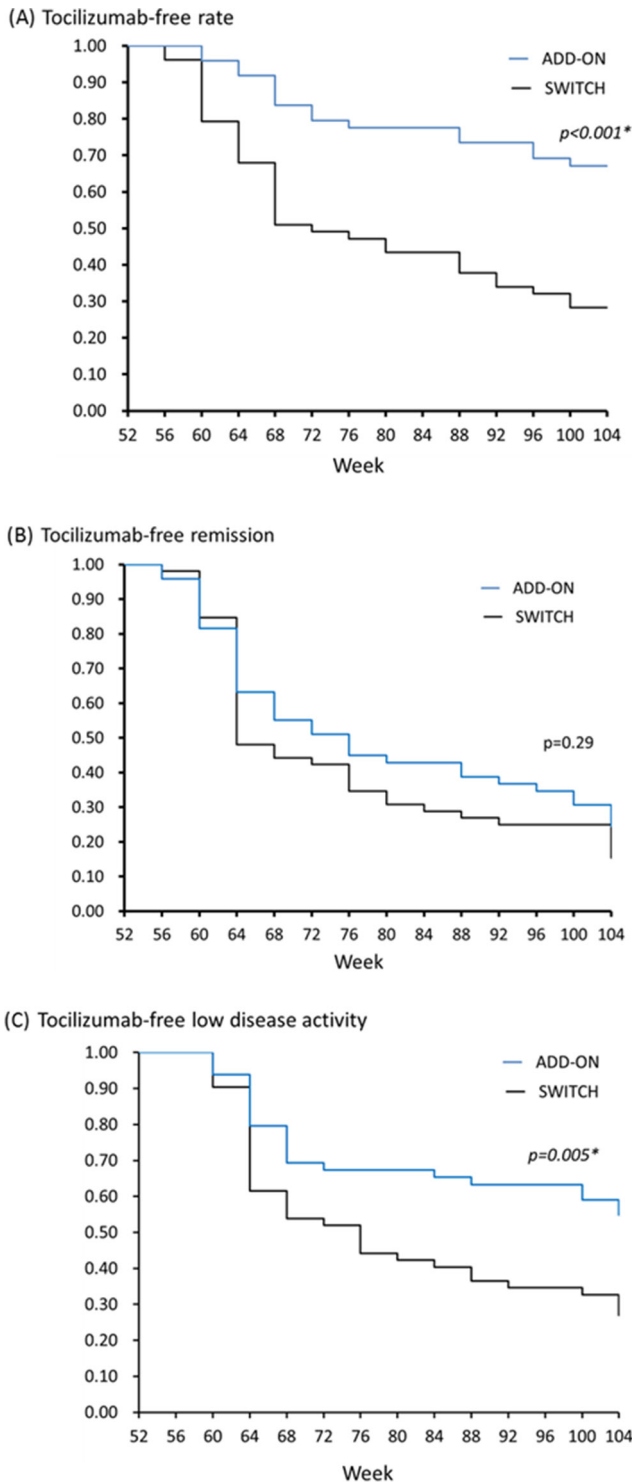 (A) Tocilizumab-free rate
1.00
0.90
0.80
0.70
0.60
0.50
0.40
0.30
0.20
0.10
0.00
ADD-ON
SWITCH
p<0.001*
52 56 60 64 68 72 76 80 84 88 92 96 100 104
Week
(B) Tocilizumab-free remission
1.00
0.90
0.80
0.70
0.60
0.50
0.40
0.30
0.20
0.10
0.00
ADD-ON
SWITCH
p=0.29
52 56 60 64 68 72 76 80 84 88 92 96 100 104
Week
(C) Tocilizumab-free low disease activity
1.00
0.90
0.80
0.70
0.60
0.50
0.40
0.30
0.20
0.10
0.00
ADD-ON
SWITCH
p=0.005*
52 56 60 64 68 72 76 80 84 88 92 96 100 104
Week